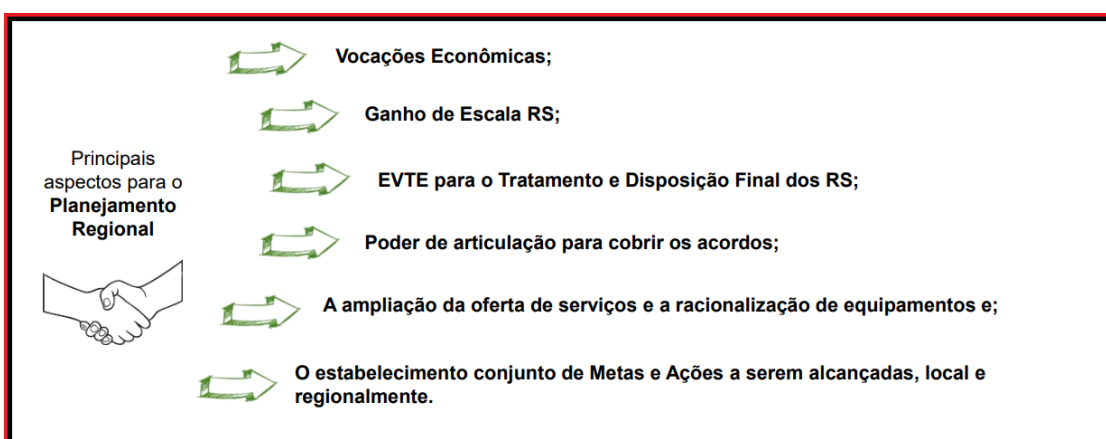 Principais
aspectos para o
Planejamento
Regional
Vocações Econômicas;
Ganho de Escala RS;
EVTE para o Tratamento e Disposição Final dos RS;
Poder de articulação para cobrir os acordos;
A ampliação da oferta de serviços e a racionalização de equipamentos e;
O estabelecimento conjunto de Metas e Ações a serem alcançadas, local e
regionalmente.